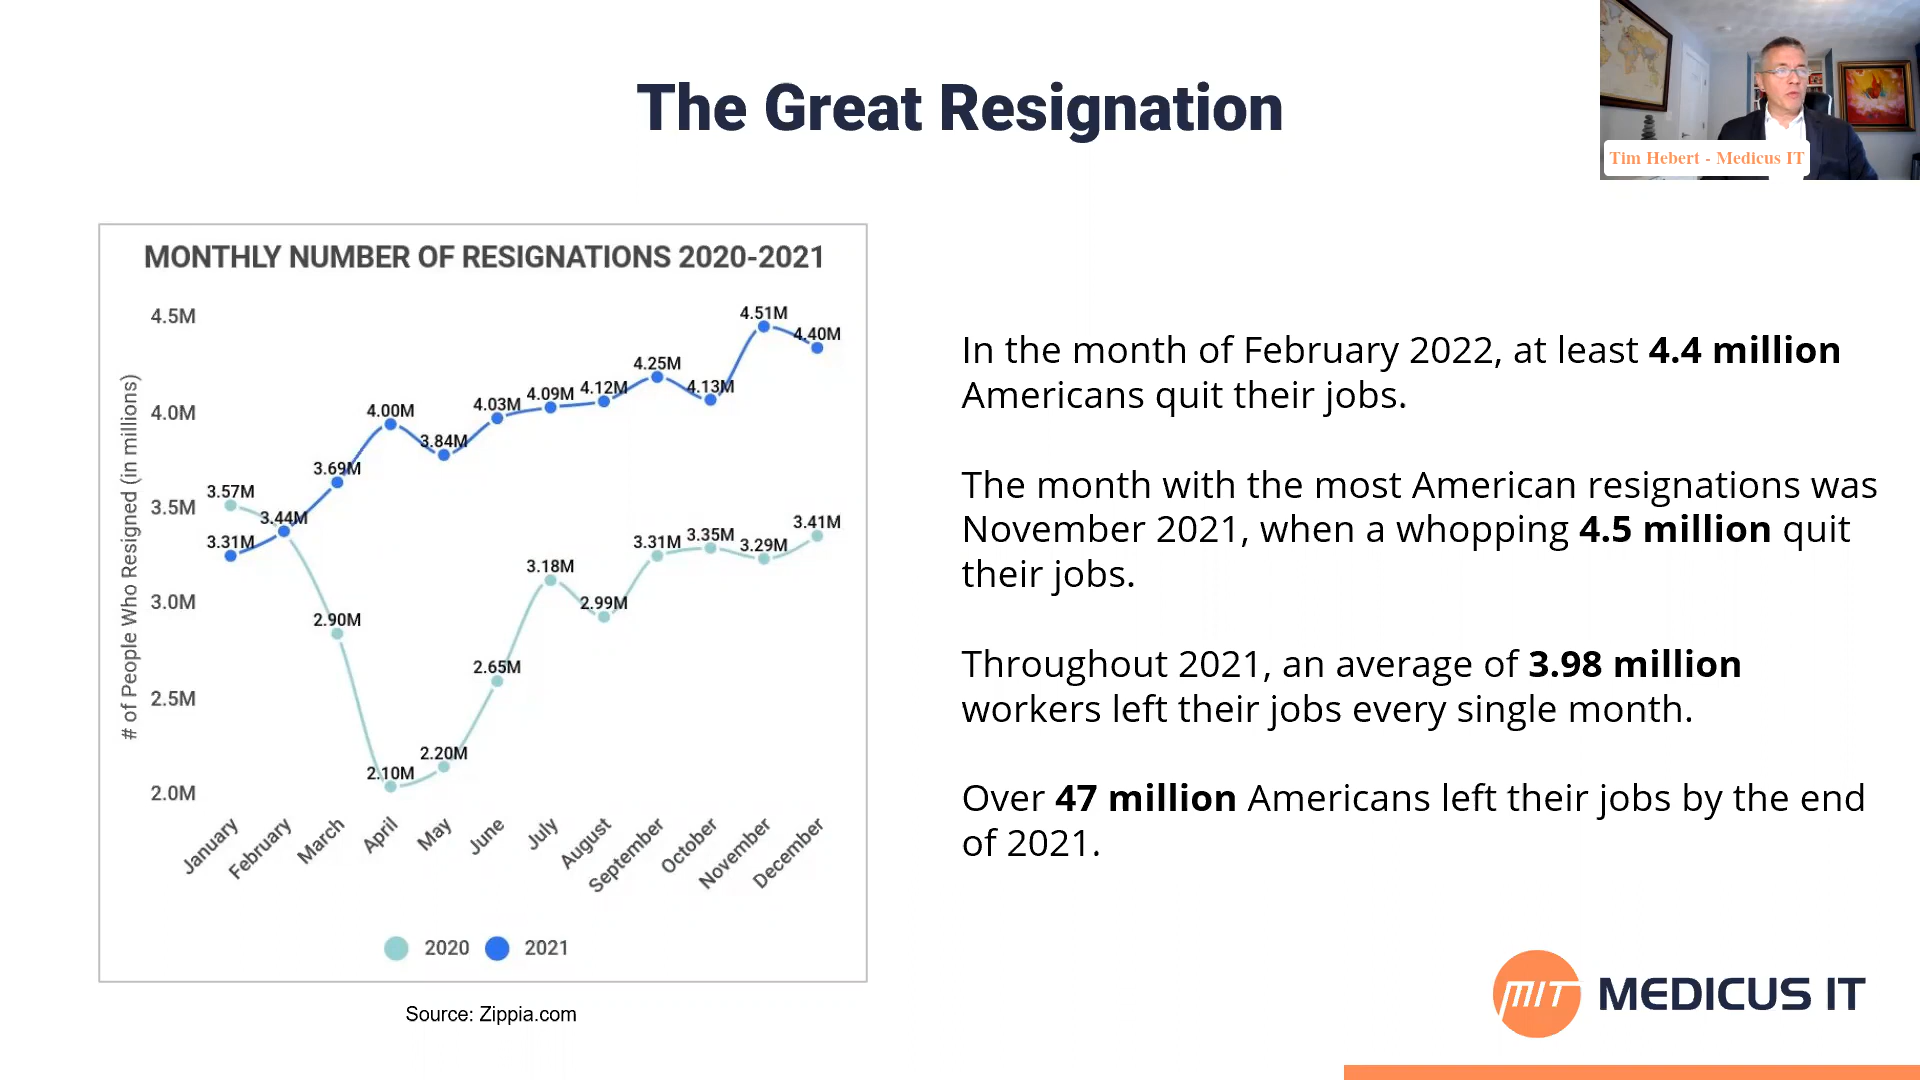 The Great Resignation
Tim Hebert - Medicus IT
MONTHLY NUMBER OF RESIGNATIONS 2020-2021
# of People Who Resigned (in millions)
4.5M
4.0M
3.5M
3.0M
2.5M
2.0M
4.51M
4.40M
4.25M
4.13M
4.12M
4.09M
4.03M
4.00M
3.84M
3.69M
3.57M
3.44M
3.31M
3.41M
3.35M
3.31M
3.29M
3.18M
2.99M
2.90M
2.65M
2.20M
2.10M
January
February
March
April
May
June
July
August
September
October
November
December
2020
2021
Source: Zippia.com
In the month of February 2022, at least 4.4 million
Americans quit their jobs.
The month with the most American resignations was
November 2021, when a whopping 4.5 million quit
their jobs.
Throughout 2021, an average of 3.98 million
workers left their jobs every single month.
Over 47 million Americans left their jobs by the end
of 2021.
MIT MEDICUS IT